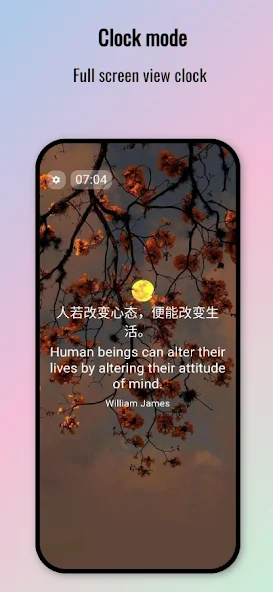 Clock mode
Full screen view clock
07:04
人若改变心态，便能改变生
活。
Human beings can alter their
lives by altering their attitude
of mind.
William James